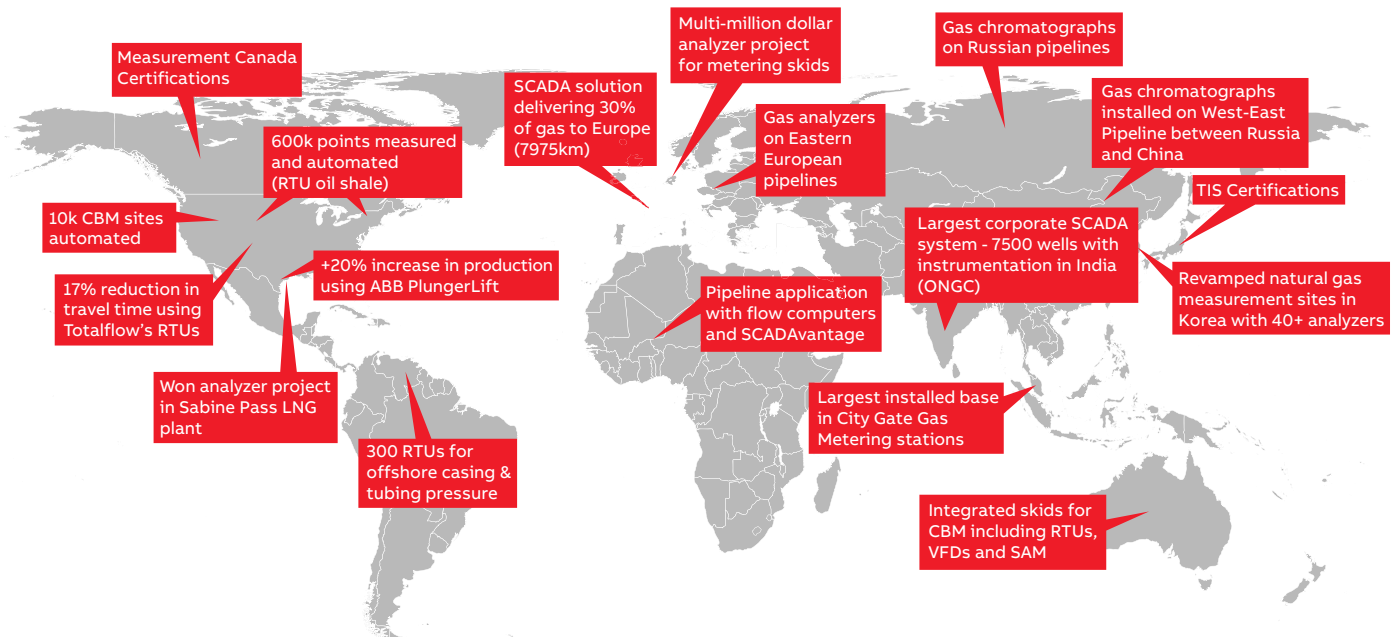 Measurement Canada
Certifications
600k points measured
and automated
(RTU oil shale)
10k CBM sites
automated
17% reduction in
travel time using
Totalflow's RTUs
+20% increase in production
using ABB PlungerLift
Won analyzer project
in Sabine Pass LNG
plant
300 RTUs for
offshore casing &
tubing pressure
SCADA solution
delivering 30%
of gas to Europe
(7975km)
Multi-million dollar
analyzer project
for metering skids
Gas analyzers
on Eastern
European
pipelines
Gas chromatographs
on Russian pipelines
Gas chromatographs
installed on West-East
Pipeline between Russia
and China
TIS Certifications
Largest corporate SCADA
system - 7500 wells with
instrumentation in India
(ONGC)
Revamped natural gas
measurement sites in
Korea with 40+ analyzers
Pipeline application
with flow computers
and SCADAvantage
Largest installed base
in City Gate Gas
Metering stations
Integrated skids for
CBM including RTUs,
VFDs and SAM